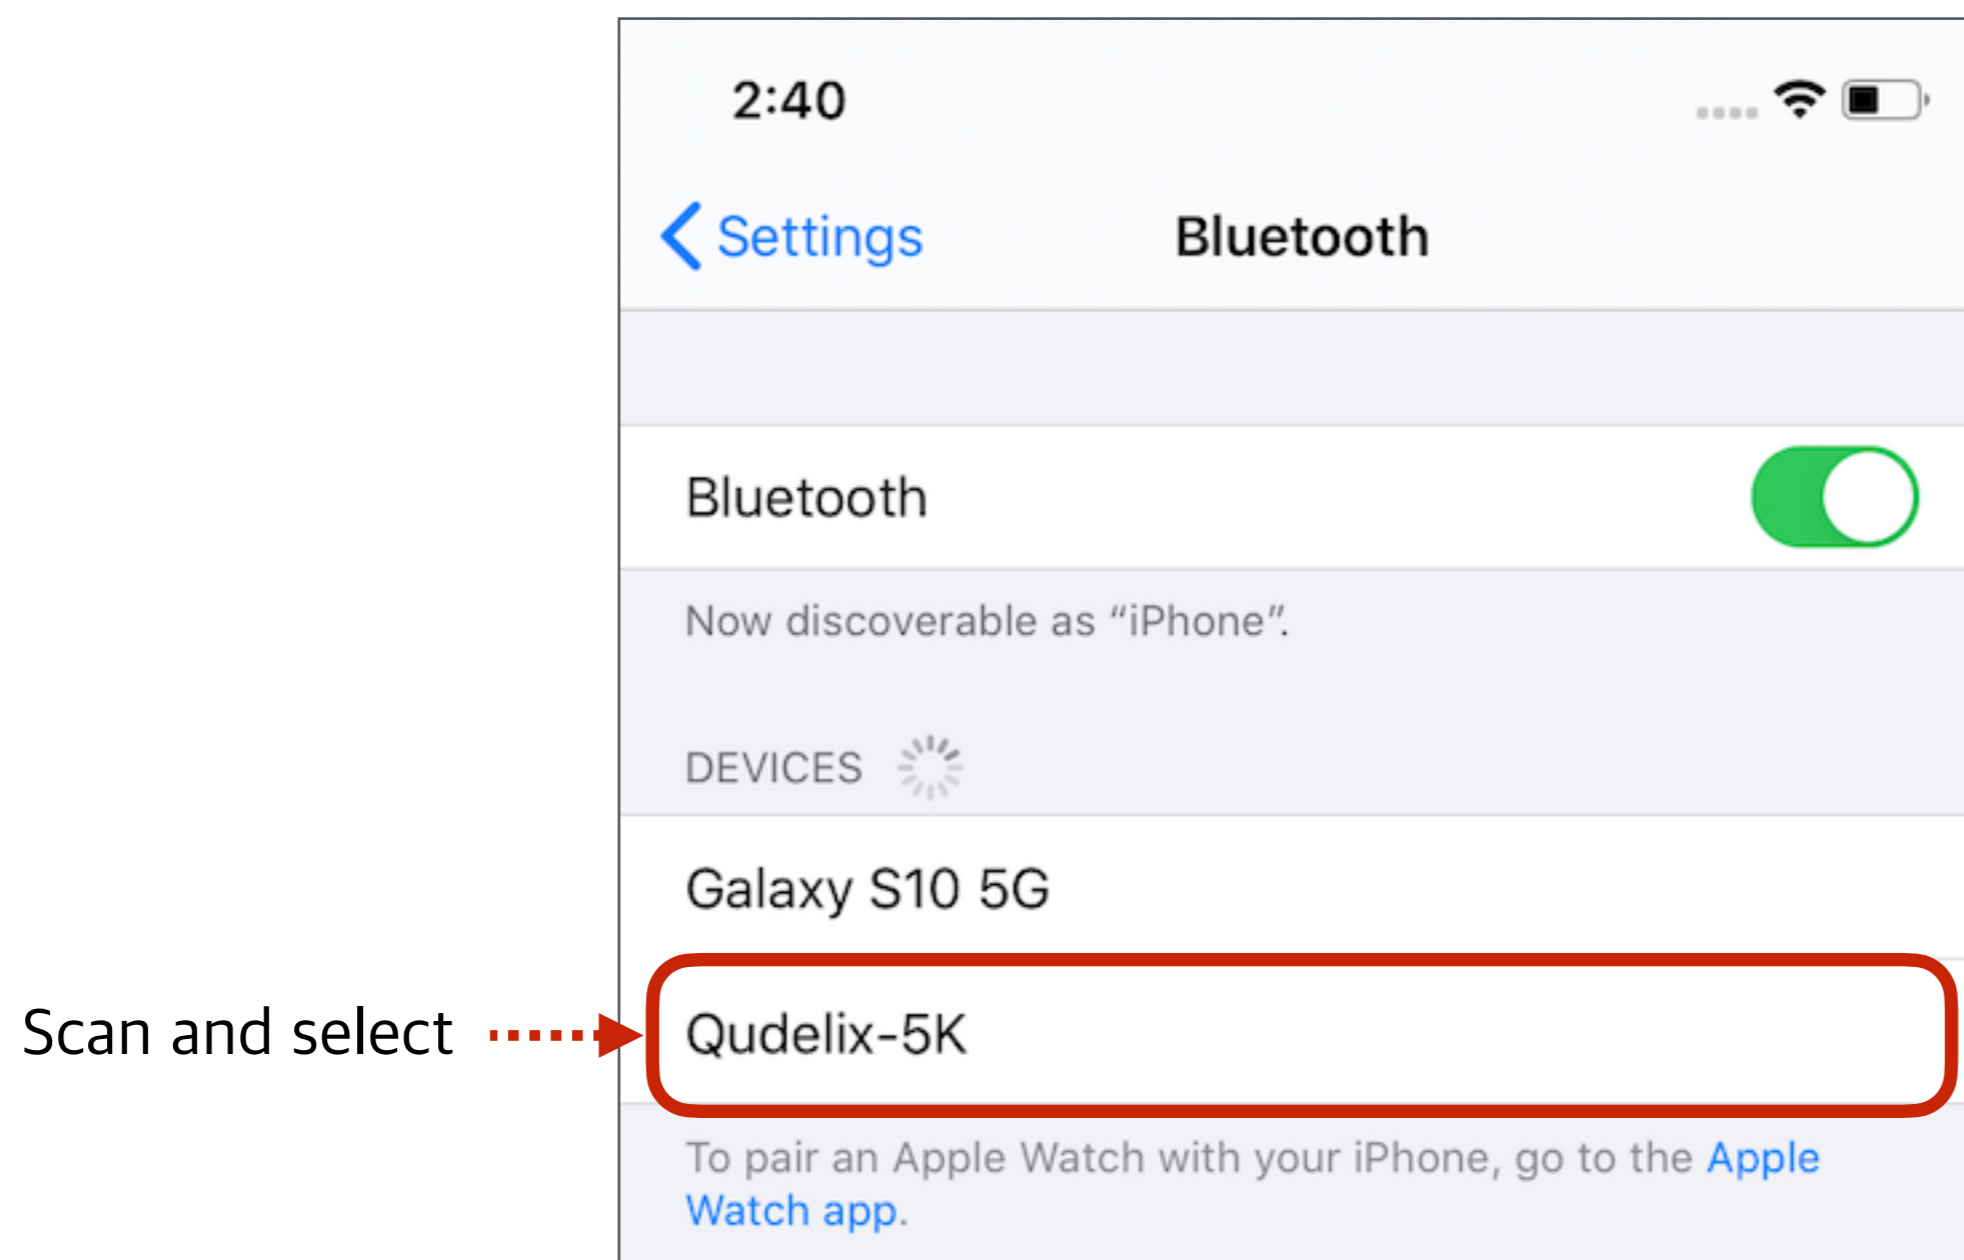 2:40
Settings
Bluetooth
Bluetooth
Now discoverable as “iPhone”.
DEVICES
Galaxy S10 5G
Scan and select
Qudelix-5K
To pair an Apple Watch with your iPhone, go to the Apple
Watch app.